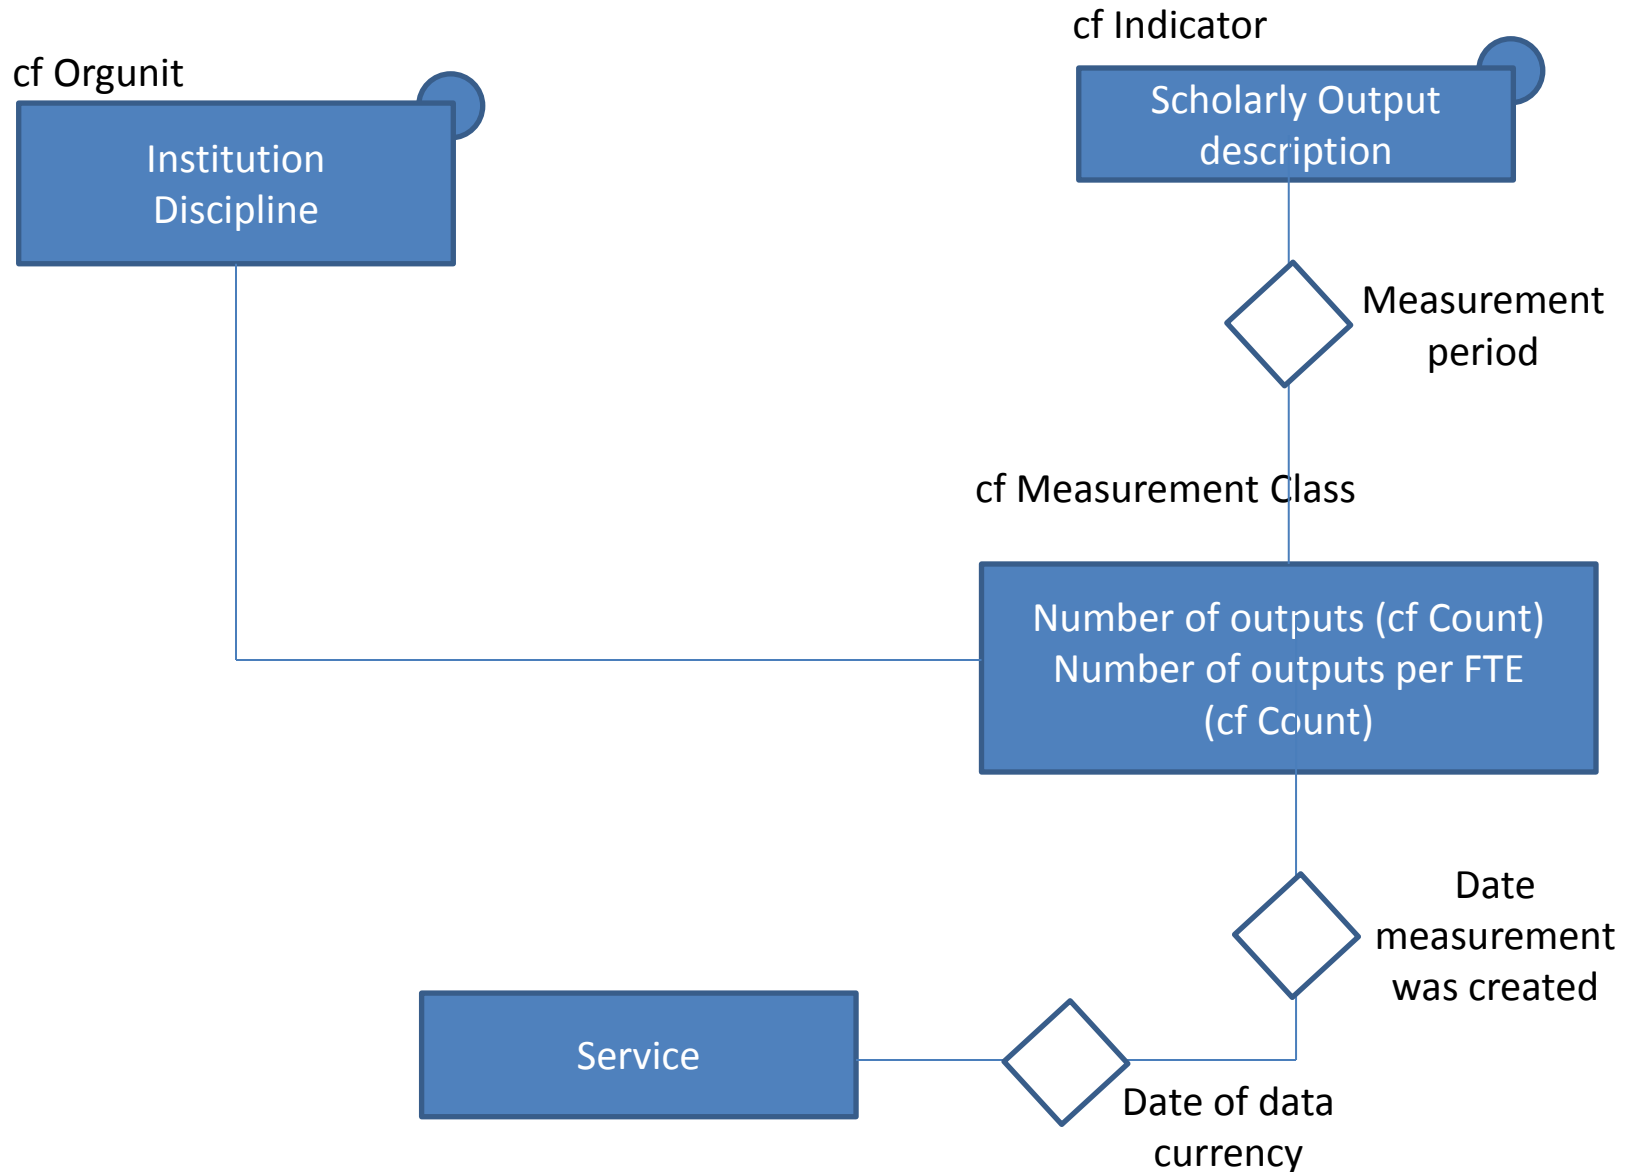 cf Indicator
cf Orgunit
Scholarly Output
description
Institution
Discipline
Measurement
period
cf Measurement Class
Number of outputs (cf Count)
Number of outputs per FTE
(cf Count)
Date
measurement
was created
Service
Date of data
currency